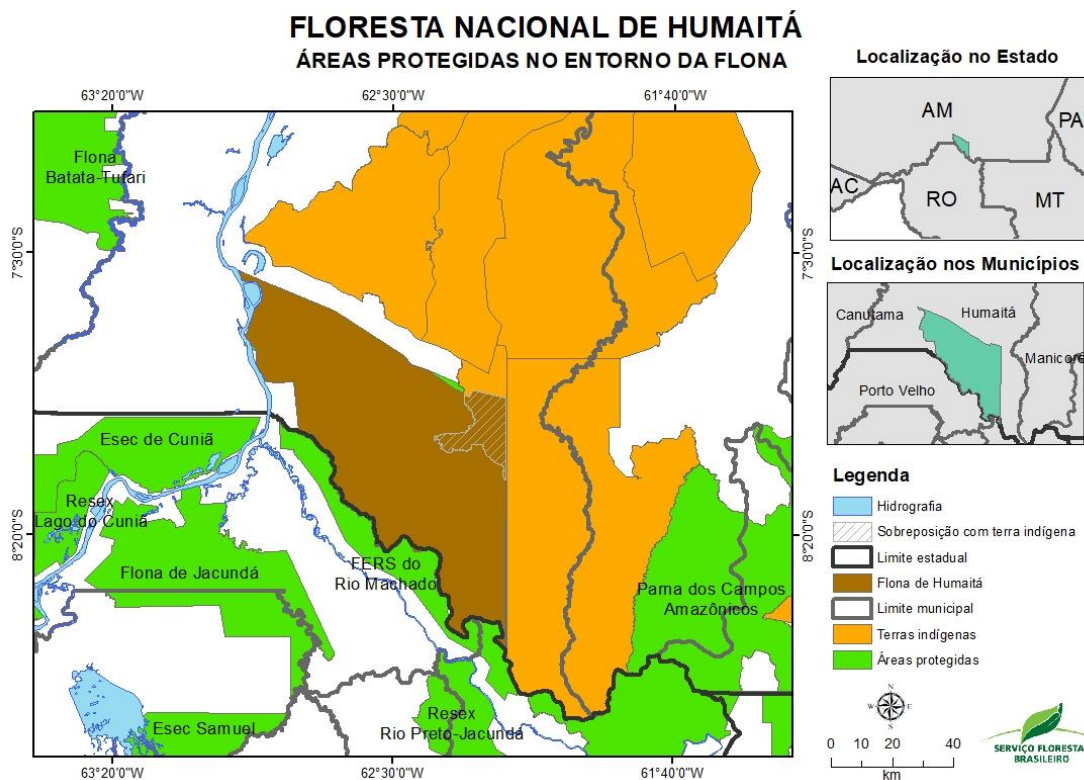 FLORESTA NACIONAL DE HUMAITÁ
ÁREAS PROTEGIDAS NO ENTORNO DA FLONA
63°20'0"W
62°30'0"W
61°40'0"W
7°30'0"S
8°20'0"S
7°30'0"S
8°20'0"S
Flona
Batata-Tufari
Esec de Cuniã
Resex
Lago do Cuniã
Flona de Jacundá
FERS do
Rio Machado
Parna dos Campos
Amazônicos
Esec Samuel
Resex
Rio Preto-Jacundá
63°20'0"W
62°30'0"W
61°40'0"W
Localização no Estado
AM
PA
AC
RO
MT
Localização nos Municípios
Canutama
Humaitá
Manicoré
Porto Velho
Legenda
Hidrografia
Sobreposição com terra indígena
Limite estadual
Flona de Humaitá
Limite municipal
Terras indígenas
Áreas protegidas
N
W
E
S
0 10 20 40
km
SERVIÇO FLORESTA
BRASILEIRO